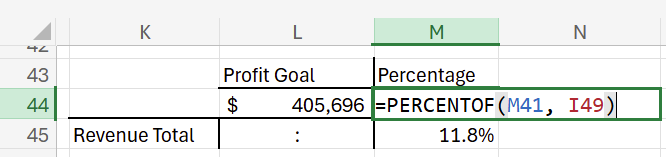 K L M N
42
43 Profit Goal Percentage
44 $ 405,696 =PERCENTOF(M41, I49)
45 Revenue Total : 11.8%